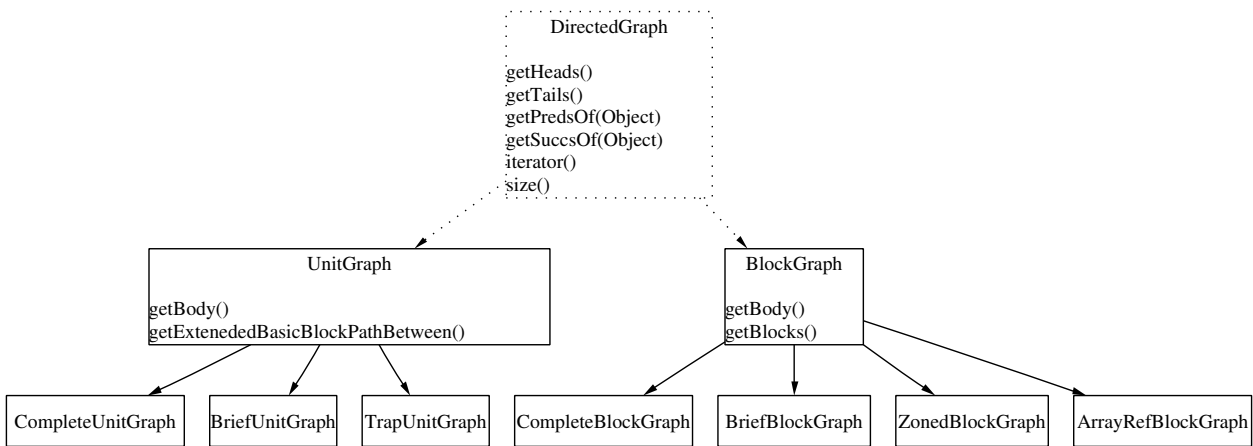 DirectedGraph
getHeads()
getTails()
getPredsOf(Object)
getSuccsOf(Object)
iterator()
size()
UnitGraph
getBody()
getExtenededBasicBlockPathBetween()
BlockGraph
getBody()
getBlocks()
CompleteUnitGraph
BriefUnitGraph
TrapUnitGraph
CompleteBlockGraph
BriefBlockGraph
ZonedBlockGraph
ArrayRefBlockGraph